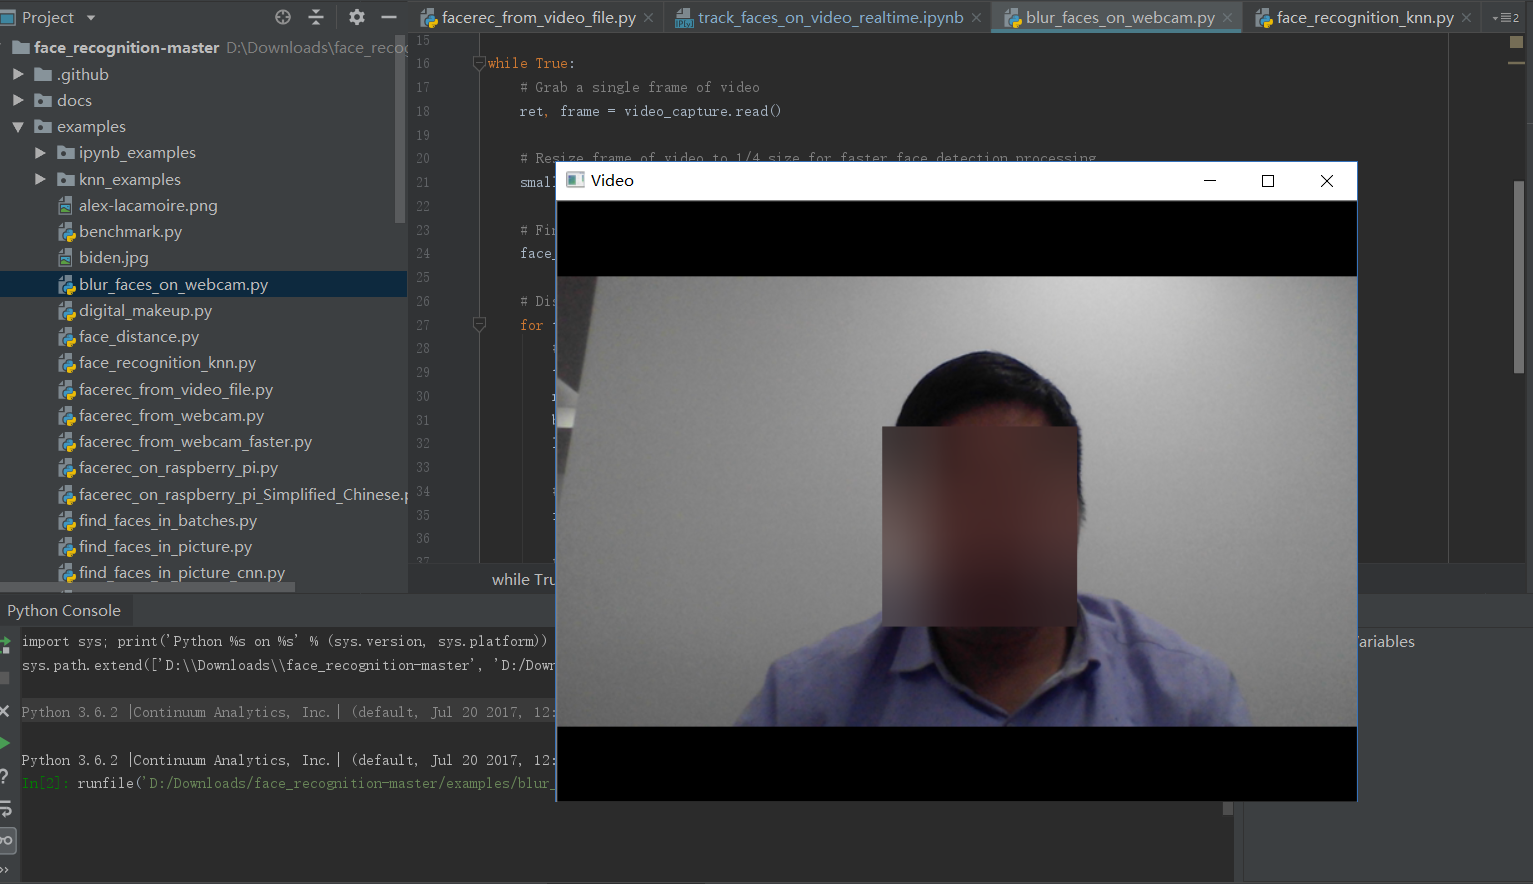 Project
facerec_from_video_file.py
track_faces_on_video_realtime.ipynb
blur_faces_on_webcam.py
face_recognition_knn.py
2
face_recognition-master D:\Downloads\face_reco
.github
docs
examples
ipynb_examples
knn_examples
alex-lacamoire.png
benchmark.py
biden.jpg
blur_faces_on_webcam.py
digital_makeup.py
face_distance.py
face_recognition_knn.py
facerec_from_video_file.py
facerec_from_webcam.py
facerec_from_webcam_faster.py
facerec_on_raspberry_pi.py
facerec_on_raspberry_pi_Simplified_Chinese.p
find_faces_in_batches.py
find_faces_in_picture.py
find_faces_in_picture_cnn.py
15
16 while True:
17 # Grab a single frame of video
18 ret, frame = video_capture.read()
19
20 # Resize frame of video to 1/4 size for faster face detection processing
21 small
22
23 # Fin
24 face_
25
26 # Dis
27 for
28 #
29
30
31
32
33
34 #
35
36
37
while Tru
Video
Python Console
import sys; print('Python %s on %s' % (sys.version, sys.platform))
sys.path.extend(['D:\\Downloads\\face_recognition-master', 'D:/Down
Python 3.6.2 |Continuum Analytics, Inc.| (default, Jul 20 2017, 12:
Python 3.6.2 |Continuum Analytics, Inc.| (default, Jul 20 2017, 12:
In[2]: runfile('D:/Downloads/face_recognition-master/examples/blur_
Variables